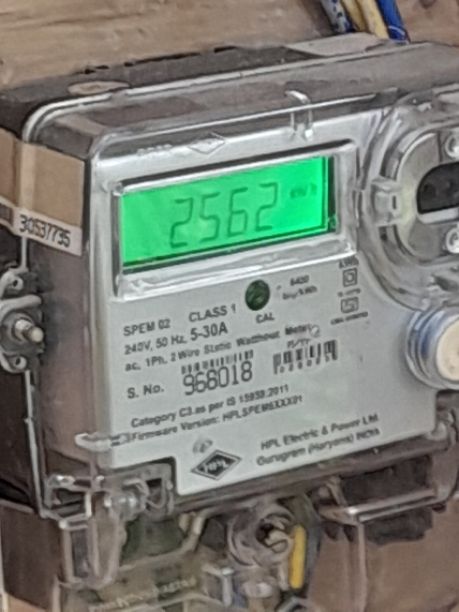 2562 kWh
30537735
6400
imp/kWh
CAL
SPEM 02 CLASS 1
240V, 50 Hz, 5-30A
ac, 1Ph, 2 Wire Static Watthour Meter
S. No. 966018
Category C3.as per IS 15959:2011
Firmware Version: HPLSPEM6XXX01
HPL Electric & Power Ltd
Gurugram (Haryana) INDIA
HPL